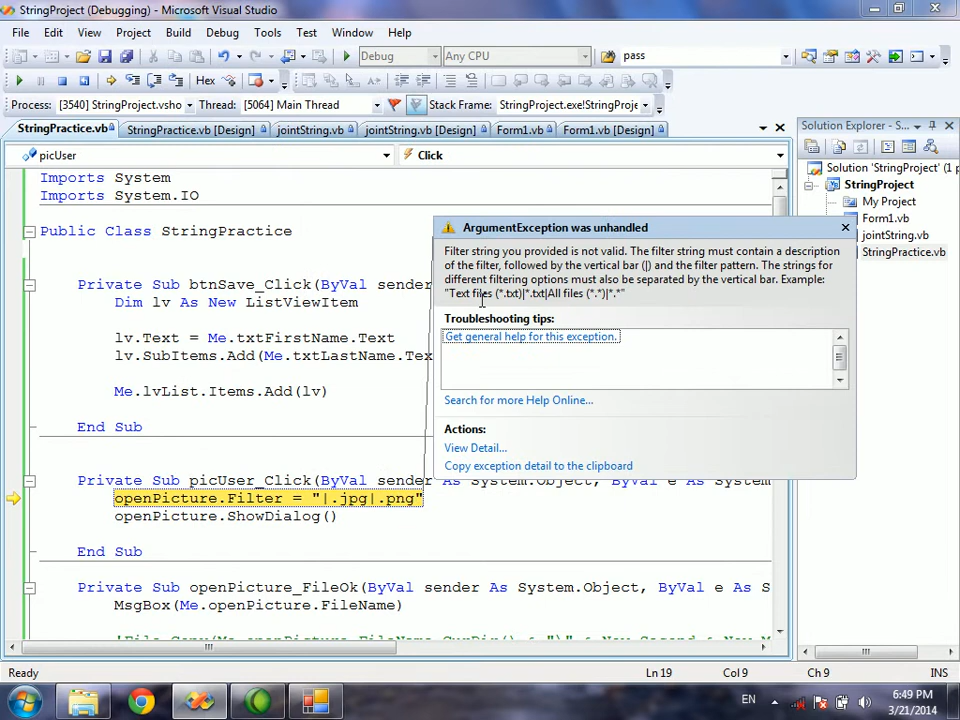 StringProject (Debugging) - Microsoft Visual Studio
File Edit View Project Build Debug Tools Test Window Help
Debug Any CPU pass
Hex
Process: [3540] StringProject.vsho Thread: [5064] Main Thread Stack Frame: StringProject.exe!StringProje
StringPractice.vb StringPractice.vb [Design] jointString.vb jointString.vb [Design] Form1.vb Form1.vb [Design]
Solution Explorer - S...
picUser Click
Solution 'StringProject' (1 p
StringProject
My Project
Form1.vb
jointString.vb
StringPractice.vb
Imports System
Imports System.IO
Public Class StringPractice
Private Sub btnSave_Click(ByVal sender
Dim lv As New ListViewItem
lv.Text = Me.txtFirstName.Text
lv.SubItems.Add(Me.txtLastName.Tex
Me.lvList.Items.Add(lv)
End Sub
Private Sub picUser_Click(ByVal sender As System.Object, ByVal e As System
openPicture.Filter = "|.jpg|.png"
openPicture.ShowDialog()
End Sub
Private Sub openPicture_FileOk(ByVal sender As System.Object, ByVal e As S
MsgBox(Me.openPicture.FileName)
ArgumentException was unhandled
Filter string you provided is not valid. The filter string must contain a description
of the filter, followed by the vertical bar (|) and the filter pattern. The strings for
different filtering options must also be separated by the vertical bar. Example:
"Text files (*.txt)|*.txt|All files (*.*)|*.*"
Troubleshooting tips:
Get general help for this exception.
Search for more Help Online...
Actions:
View Detail...
Copy exception detail to the clipboard
Ready Ln 19 Col 9 Ch 9 INS
EN
6:49 PM
3/21/2014